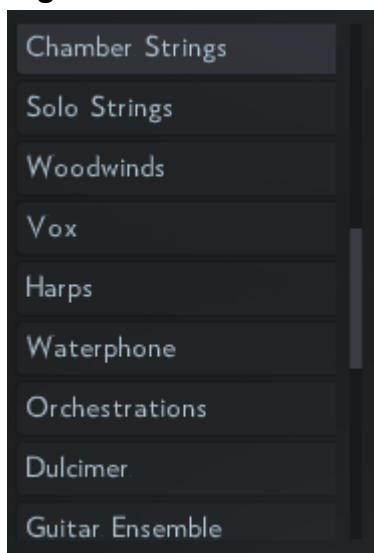 Chamber Strings
Solo Strings
Woodwinds
Vox
Harps
Waterphone
Orchestrations
Dulcimer
Guitar Ensemble